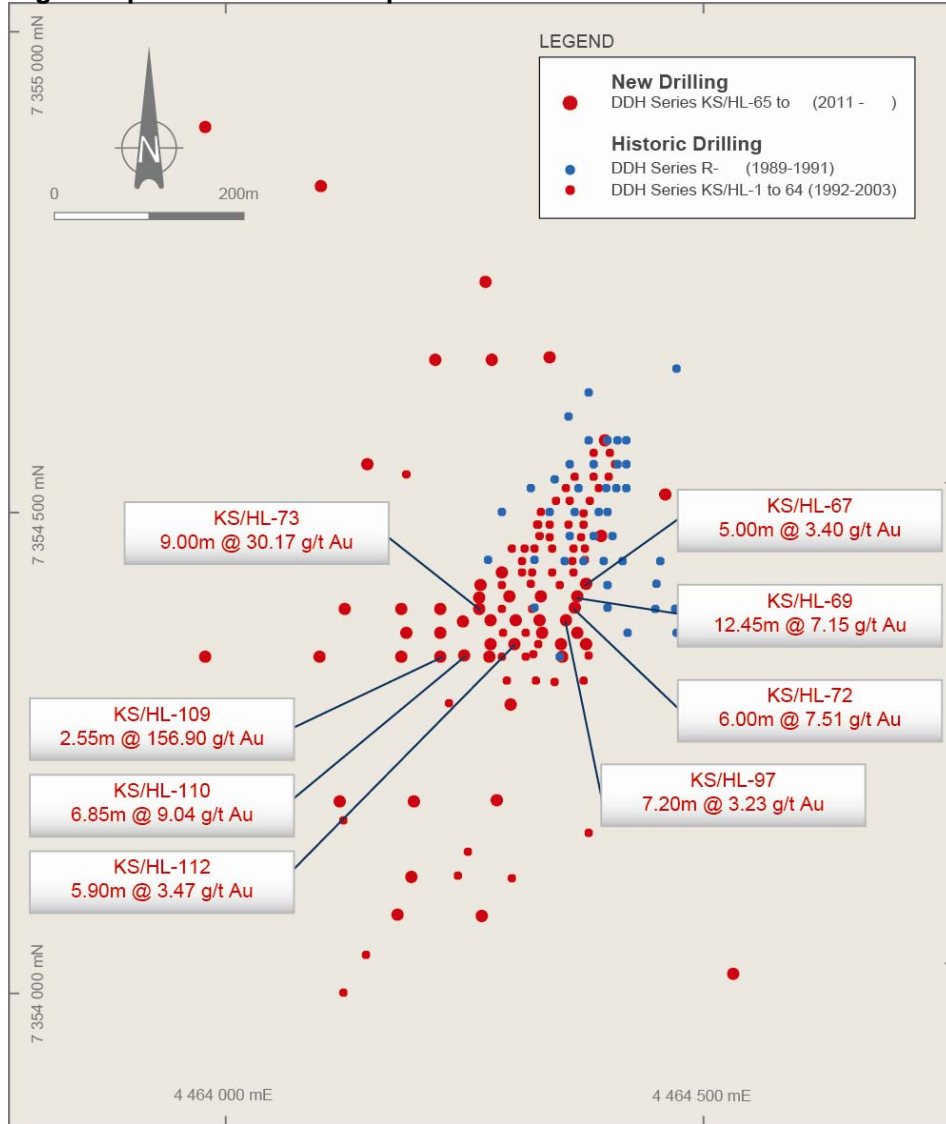 LEGEND
New Drilling
DDH Series KS/HL-65 to (2011 - )
Historic Drilling
DDH Series R- (1989-1991)
DDH Series KS/HL-1 to 64 (1992-2003)
7 355 000 mN
N
0 200m
7 354 500 mN
KS/HL-73
9.00m @ 30.17 g/t Au
KS/HL-67
5.00m @ 3.40 g/t Au
KS/HL-69
12.45m @ 7.15 g/t Au
KS/HL-72
6.00m @ 7.51 g/t Au
KS/HL-109
2.55m @ 156.90 g/t Au
KS/HL-97
7.20m @ 3.23 g/t Au
KS/HL-110
6.85m @ 9.04 g/t Au
KS/HL-112
5.90m @ 3.47 g/t Au
7 354 000 mN
4 464 000 mE
4 464 500 mE